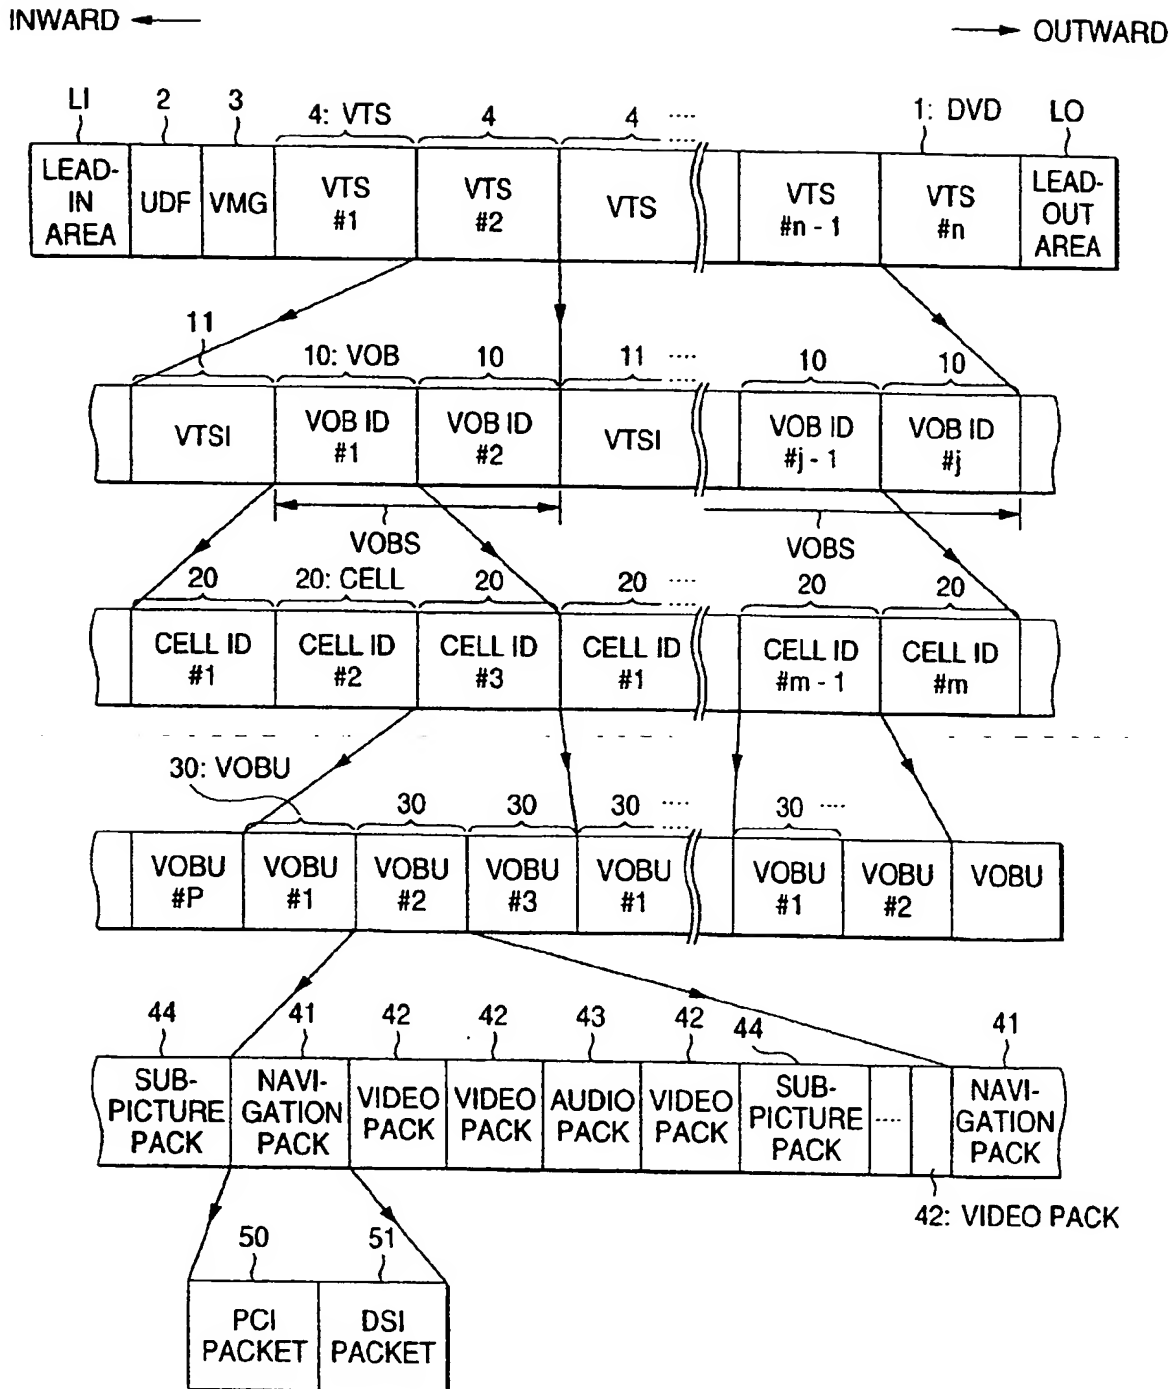 INWARD
OUTWARD
LI 2 3 4: VTS 4 4 .... 1: DVD LO
LEAD-
IN
AREA
UDF
VMG
VTS
#1
VTS
#2
VTS
VTS
#n - 1
VTS
#n
LEAD-
OUT
AREA
11 10: VOB 10 11 .... 10 10
VTSI
VOB ID
#1
VOB ID
#2
VTSI
VOB ID
#j - 1
VOB ID
#j
VOBS
VOBS
20 20: CELL 20 20 .... 20 20
CELL ID
#1
CELL ID
#2
CELL ID
#3
CELL ID
#1
CELL ID
#m - 1
CELL ID
#m
30: VOBU 30 30 30 .... 30 ....
VOBU
#P
VOBU
#1
VOBU
#2
VOBU
#3
VOBU
#1
VOBU
#1
VOBU
#2
VOBU
44 41 42 42 43 42 44 41
SUB-
PICTURE
PACK
NAVI-
GATION
PACK
VIDEO
PACK
VIDEO
PACK
AUDIO
PACK
VIDEO
PACK
SUB-
PICTURE
PACK
....
NAVI-
GATION
PACK
42: VIDEO PACK
50 51
PCI
PACKET
DSI
PACKET